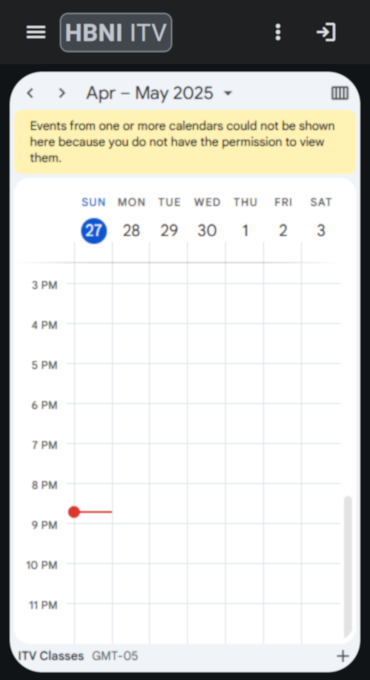 HBNI ITV
Apr – May 2025
Events from one or more calendars could not be shown
here because you do not have the permission to view
them.
SUN MON TUE WED THU FRI SAT
27 28 29 30 1 2 3
3 PM
4 PM
5 PM
6 PM
7 PM
8 PM
9 PM
10 PM
11 PM
ITV Classes GMT-05